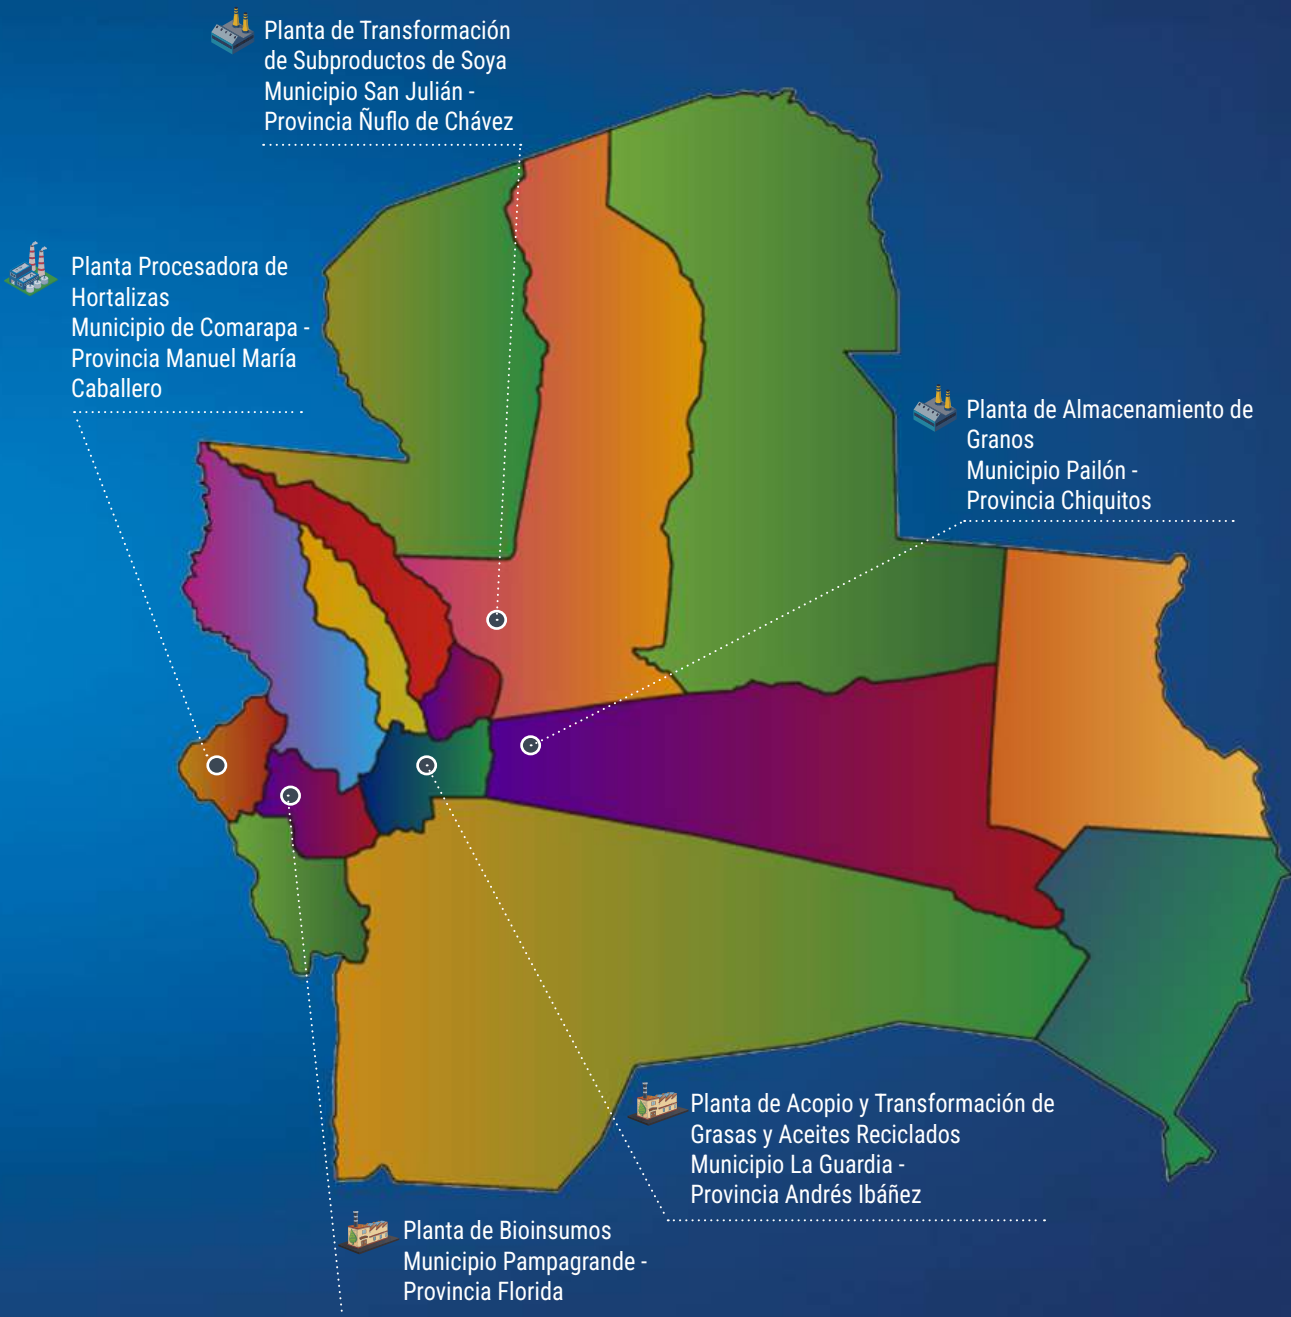 Planta de Transformación
de Subproductos de Soya
Municipio San Julián -
Provincia Ñuflo de Chávez
Planta Procesadora de
Hortalizas
Municipio de Comarapa -
Provincia Manuel María
Caballero
Planta de Almacenamiento de
Granos
Municipio Pailón -
Provincia Chiquitos
Planta de Acopio y Transformación de
Grasas y Aceites Reciclados
Municipio La Guardia -
Provincia Andrés Ibáñez
Planta de Bioinsumos
Municipio Pampagrande -
Provincia Florida